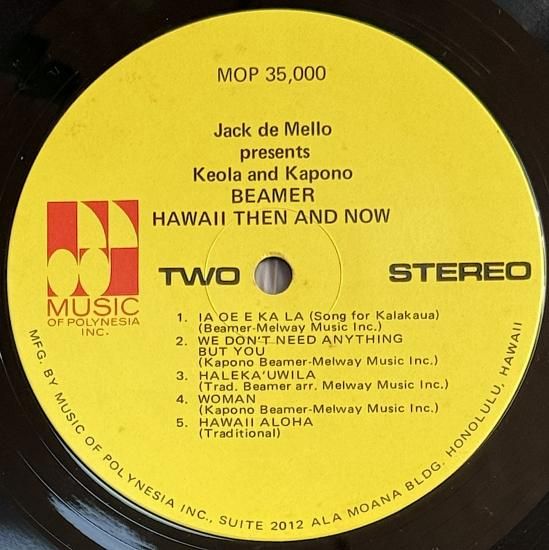 MOP 35,000
Jack de Mello
presents
Keola and Kapono
BEAMER
HAWAII THEN AND NOW
TWO
STEREO
MUSIC
OF POLYNESIA
INC.
1. IA OE E KA LA (Song for Kalakaua)
(Beamer-Melway Music Inc.)
2. WE DON'T NEED ANYTHING
BUT YOU
(Kapono Beamer-Melway Music Inc.)
3. HALEKA'UWILA
(Trad. Beamer arr. Melway Music Inc.)
4. WOMAN
(Kapono Beamer-Melway Music Inc.)
5. HAWAII ALOHA
(Traditional)
MFG. BY MUSIC OF POLYNESIA INC., SUITE 2012 ALA MOANA BLDG. HONOLULU, HAWAII